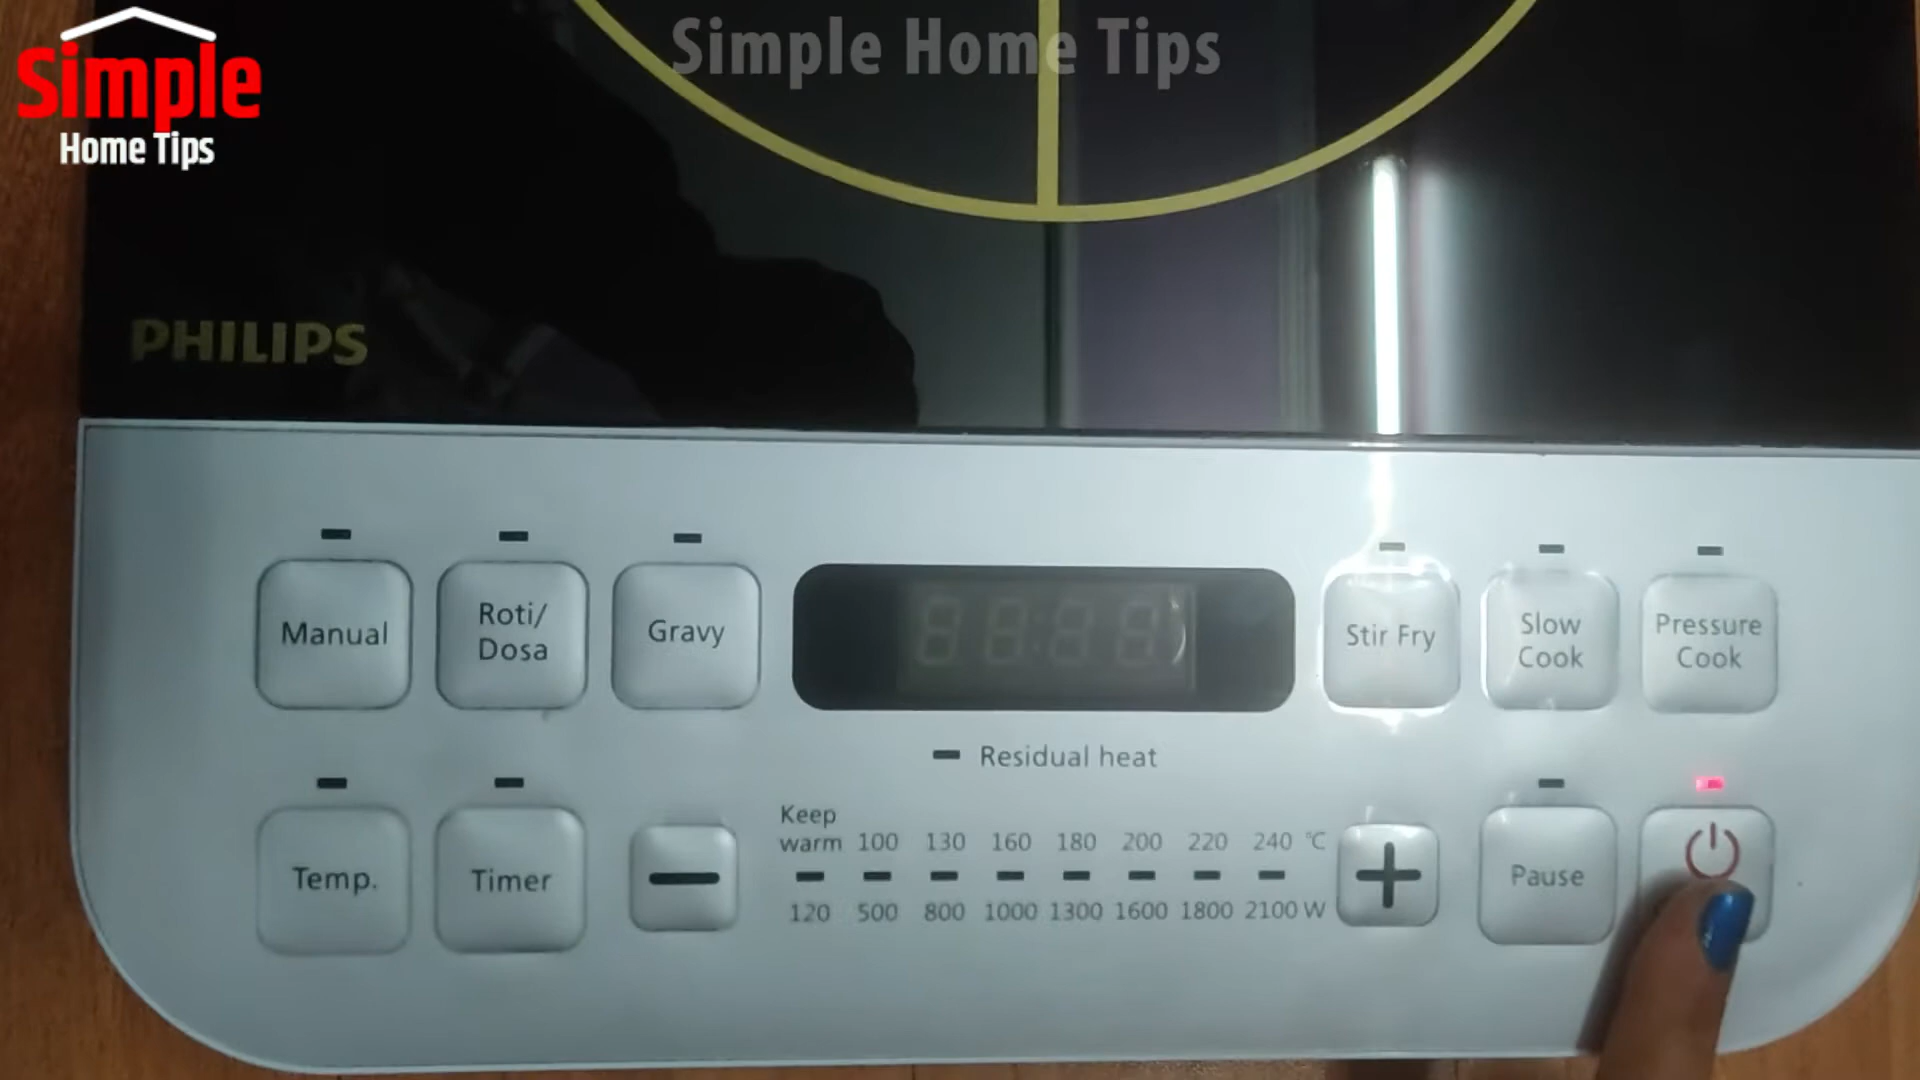 Simple Home Tips
Simple
Home Tips
PHILIPS
Manual
Roti/
Dosa
Gravy
Stir Fry
Slow
Cook
Pressure
Cook
Residual heat
Temp.
Timer
Keep
warm 100 130 160 180 200 220 240 °C
120 500 800 1000 1300 1600 1800 2100 W
Pause